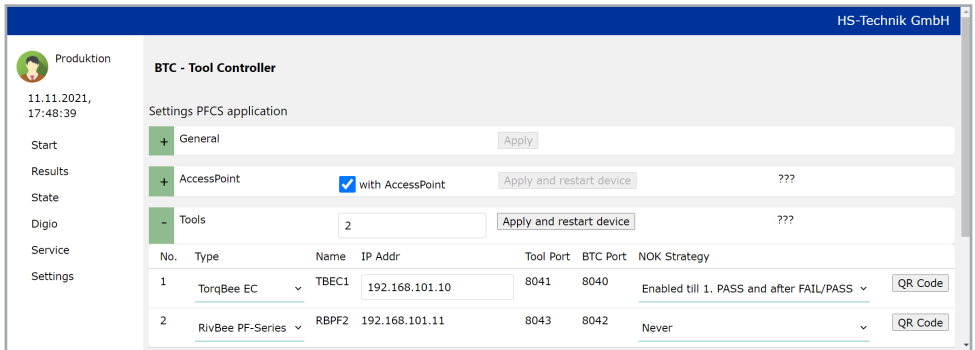 HS-Technik GmbH
Produktion
11.11.2021,
17:48:39
Start
Results
State
Digio
Service
Settings
BTC - Tool Controller
Settings PFCS application
+ General Apply
+ AccessPoint with AccessPoint Apply and restart device ???
- Tools 2 Apply and restart device ???
No. Type Name IP Addr Tool Port BTC Port NOK Strategy
1 TorqBee EC TBEC1 192.168.101.10 8041 8040 Enabled till 1. PASS and after FAIL/PASS QR Code
2 RivBee PF-Series RBPF2 192.168.101.11 8043 8042 Never QR Code